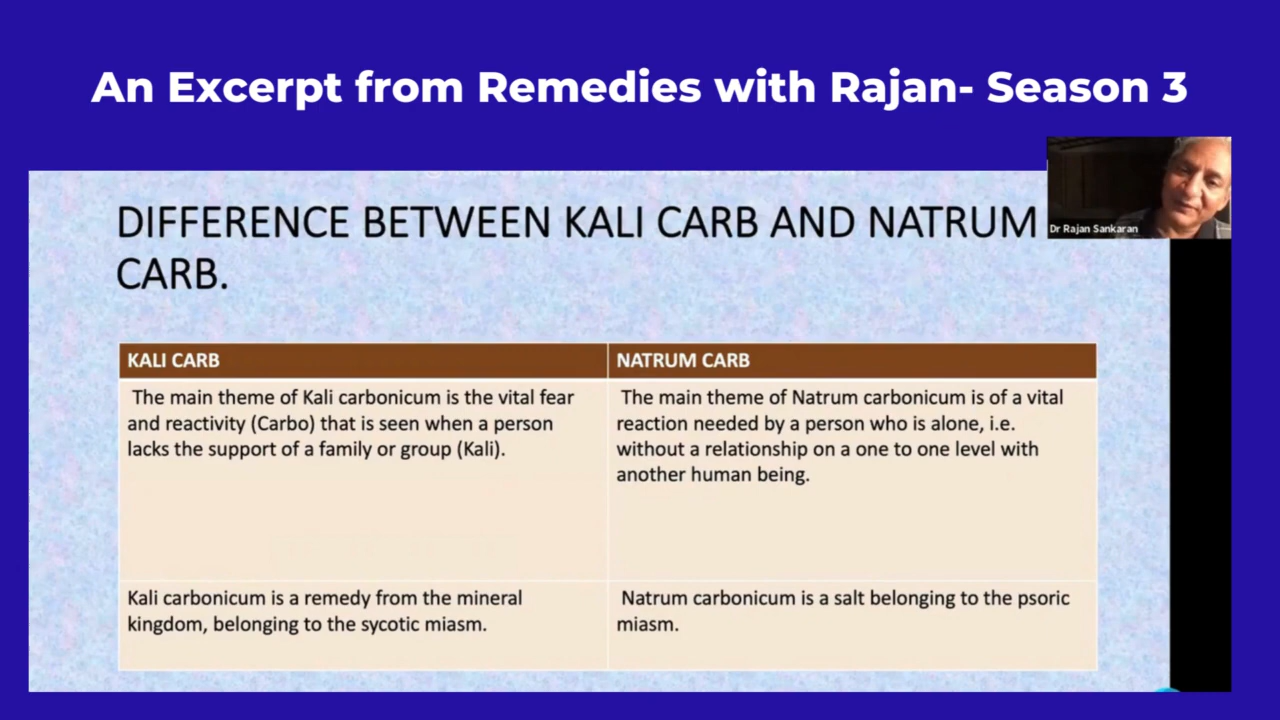 An Excerpt from Remedies with Rajan- Season 3
Dr Rajan Sankaran
DIFFERENCE BETWEEN KALI CARB AND NATRUM
CARB.
KALI CARB
The main theme of Kali carbonicum is the vital fear
and reactivity (Carbo) that is seen when a person
lacks the support of a family or group (Kali).
Kali carbonicum is a remedy from the mineral
kingdom, belonging to the sycotic miasm.
NATRUM CARB
The main theme of Natrum carbonicum is of a vital
reaction needed by a person who is alone, i.e.
without a relationship on a one to one level with
another human being.
Natrum carbonicum is a salt belonging to the psoric
miasm.